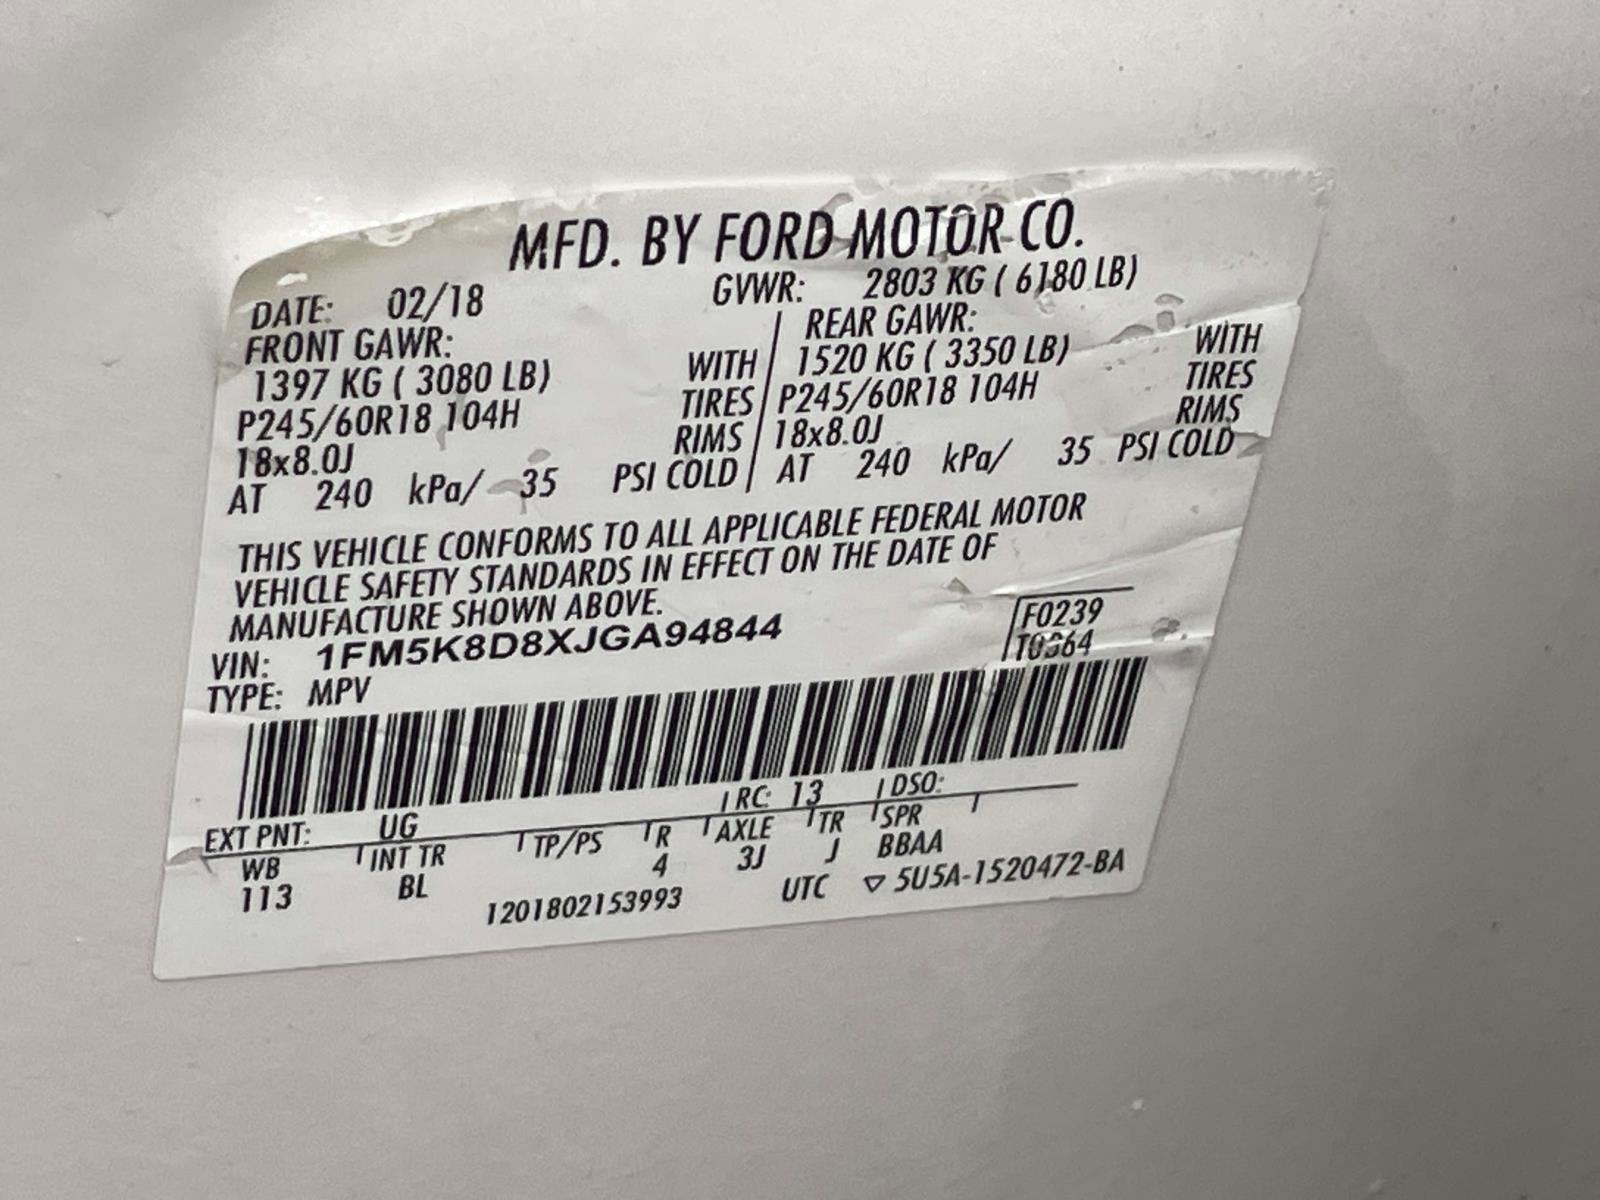 MFD. BY FORD MOTOR CO.
DATE: 02/18 GVWR: 2803 KG ( 6180 LB)
FRONT GAWR: REAR GAWR:
1397 KG ( 3080 LB) WITH 1520 KG ( 3350 LB) WITH
P245/60R18 104H TIRES P245/60R18 104H TIRES
18x8.0J RIMS 18x8.0J RIMS
AT 240 kPa/ 35 PSI COLD AT 240 kPa/ 35 PSI COLD
THIS VEHICLE CONFORMS TO ALL APPLICABLE FEDERAL MOTOR
VEHICLE SAFETY STANDARDS IN EFFECT ON THE DATE OF
MANUFACTURE SHOWN ABOVE.
VIN: 1FM5K8D8XJGA94844 F0239
TYPE: MPV
EXT PNT: UG RC: 13 DSO:
WB INT TR TP/PS R AXLE TR SPR
113 BL 4 3J J BBAA
1201802153993 UTC ▽ 5U5A-1520472-BA